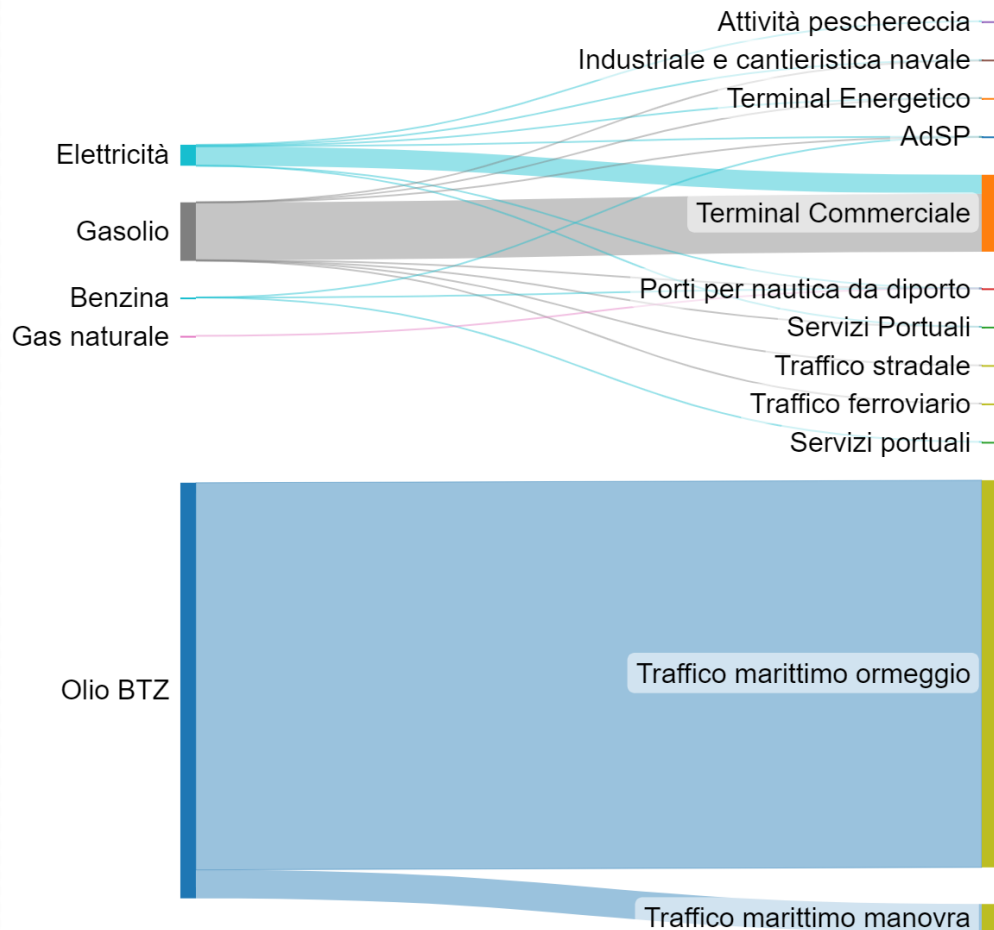 Elettricità
Gasolio
Benzina
Gas naturale
Olio BTZ
Attività peschereccia
Industriale e cantieristica navale
Terminal Energetico
AdSP
Terminal Commerciale
Porti per nautica da diporto
Servizi Portuali
Traffico stradale
Traffico ferroviario
Servizi portuali
Traffico marittimo ormeggio
Traffico marittimo manovra